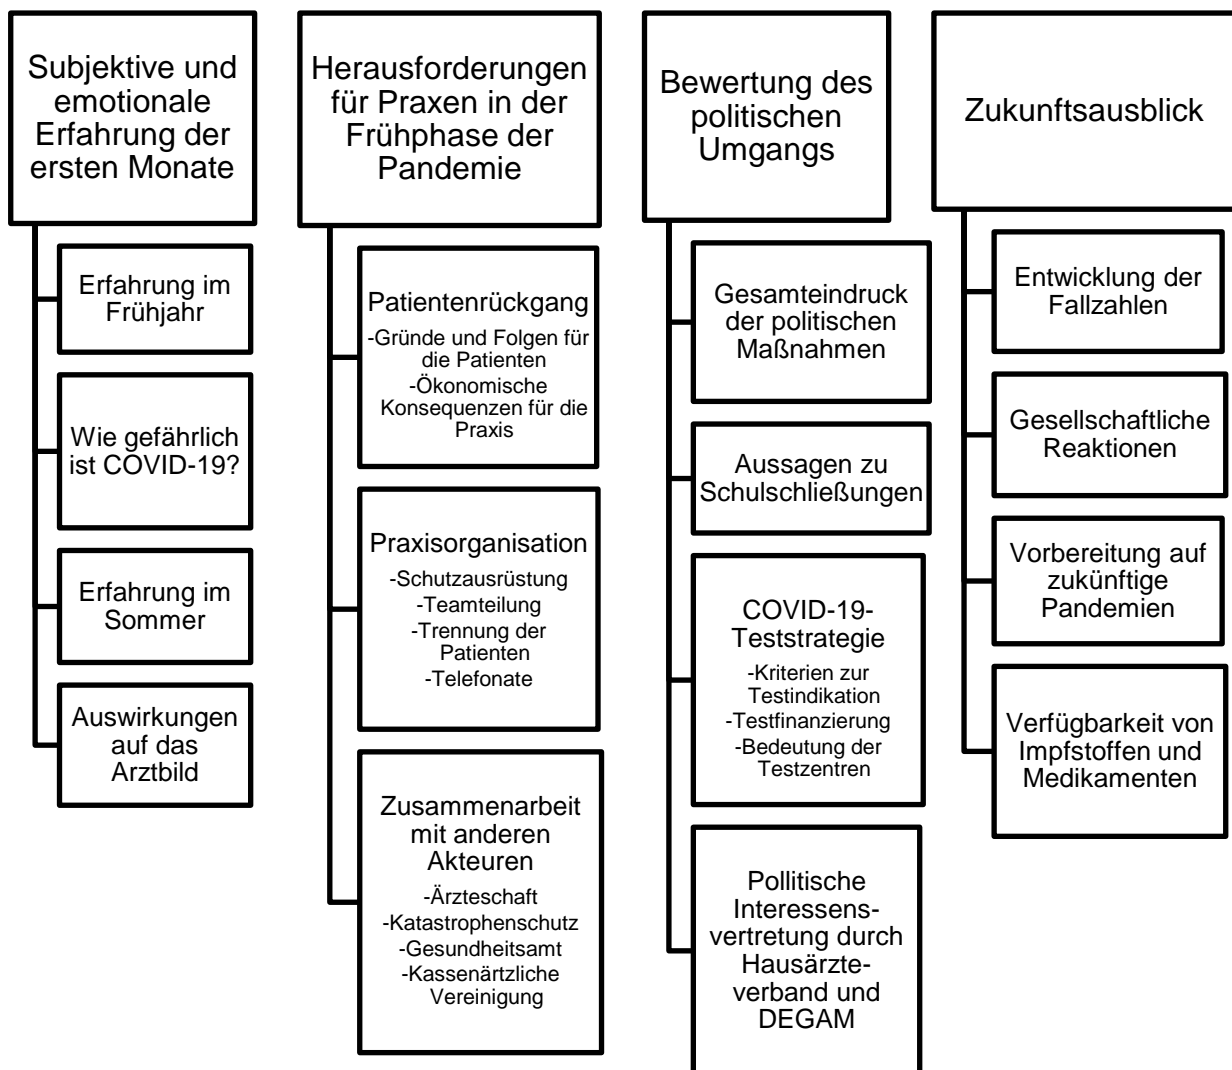 Subjektive und
emotionale
Erfahrung der
ersten Monate
Erfahrung im
Frühjahr
Wie gefährlich
ist COVID-19?
Erfahrung im
Sommer
Auswirkungen
auf das
Arztbild
Herausforderungen
für Praxen in der
Frühphase der
Pandemie
Patientenrückgang
-Gründe und Folgen für
die Patienten
-Ökonomische
Konsequenzen für die
Praxis
Praxisorganisation
-Schutzausrüstung
-Teamteilung
-Trennung der
Patienten
-Telefonate
Zusammenarbeit
mit anderen
Akteuren
-Ärzteschaft
-Katastrophenschutz
-Gesundheitsamt
-Kassenärtzliche
Vereinigung
Bewertung des
politischen
Umgangs
Gesamteindruck
der politischen
Maßnahmen
Aussagen zu
Schulschließungen
COVID-19-
Teststrategie
-Kriterien zur
Testindikation
-Testfinanzierung
-Bedeutung der
Testzentren
Pollitische
Interessens-
vertretung durch
Hausärzte-
verband und
DEGAM
Zukunftsausblick
Entwicklung der
Fallzahlen
Gesellschaftliche
Reaktionen
Vorbereitung auf
zukünftige
Pandemien
Verfügbarkeit von
Impfstoffen und
Medikamenten